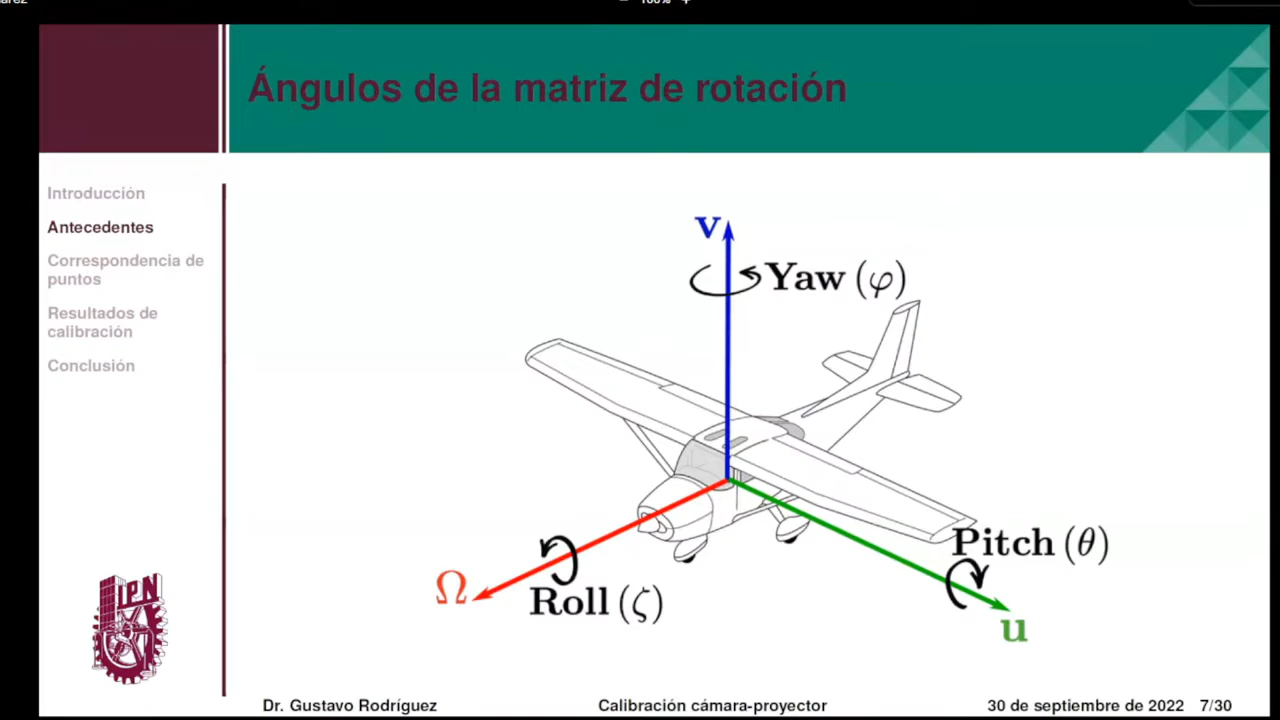 100%
Ángulos de la matriz de rotación
Introducción
Antecedentes
Correspondencia de
puntos
Resultados de
calibración
Conclusión
v
Yaw (φ)
Pitch (θ)
Ω
Roll (ζ)
u
IPN
Dr. Gustavo Rodríguez
Calibración cámara-proyector
30 de septiembre de 2022 7/30